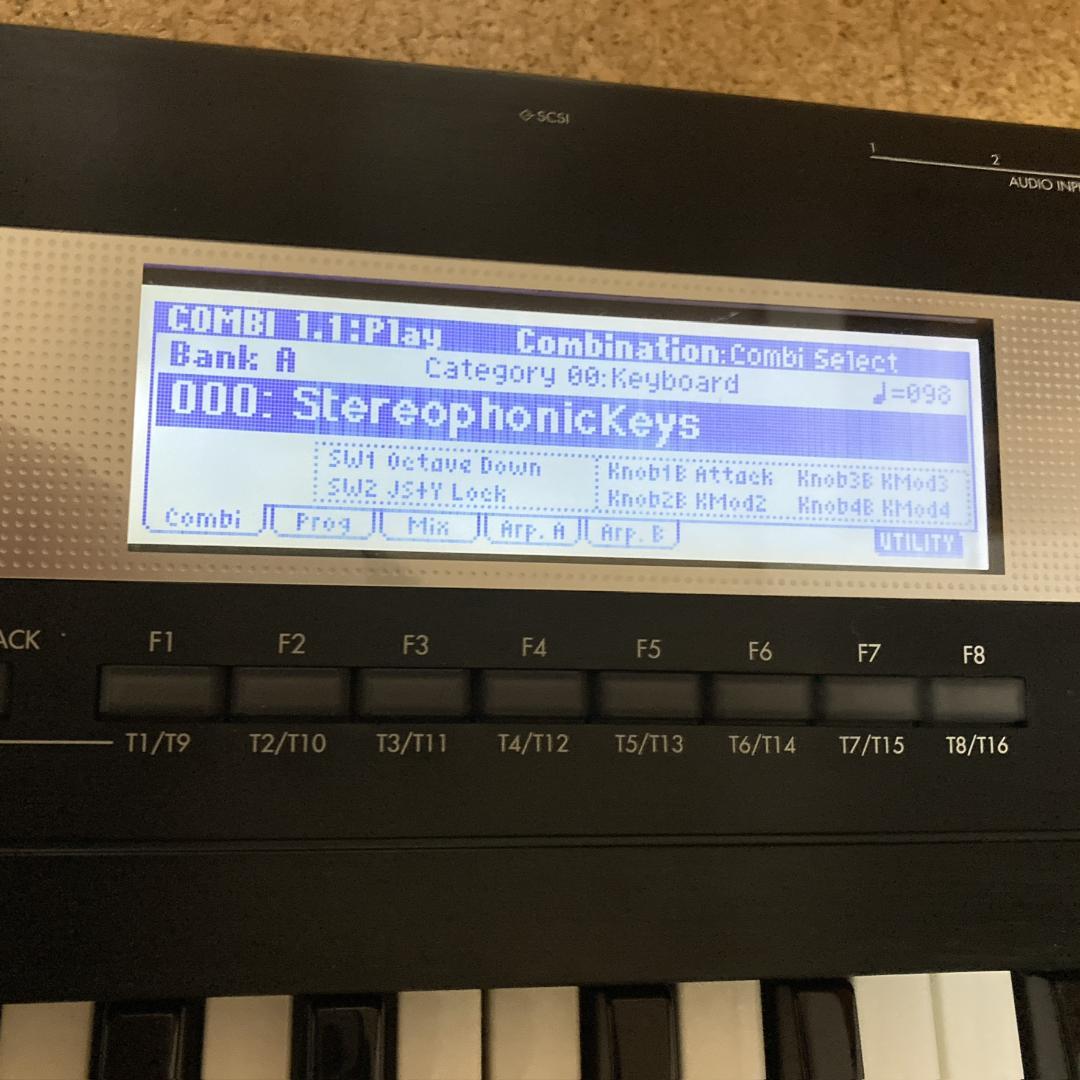 SCSI
1 2
AUDIO INP
COMBI 1.1:Play Combination:Combi Select
Bank A Category 00:Keyboard ♩=098
000: StereophonicKeys
SW1 Octave Down Knob1B Attack Knob3B KMod3
SW2 JS+Y Lock Knob2B KMod2 Knob4B KMod4
Combi Prog Mix Arp. A Arp. B UTILITY
ACK F1 F2 F3 F4 F5 F6 F7 F8
T1/T9 T2/T10 T3/T11 T4/T12 T5/T13 T6/T14 T7/T15 T8/T16